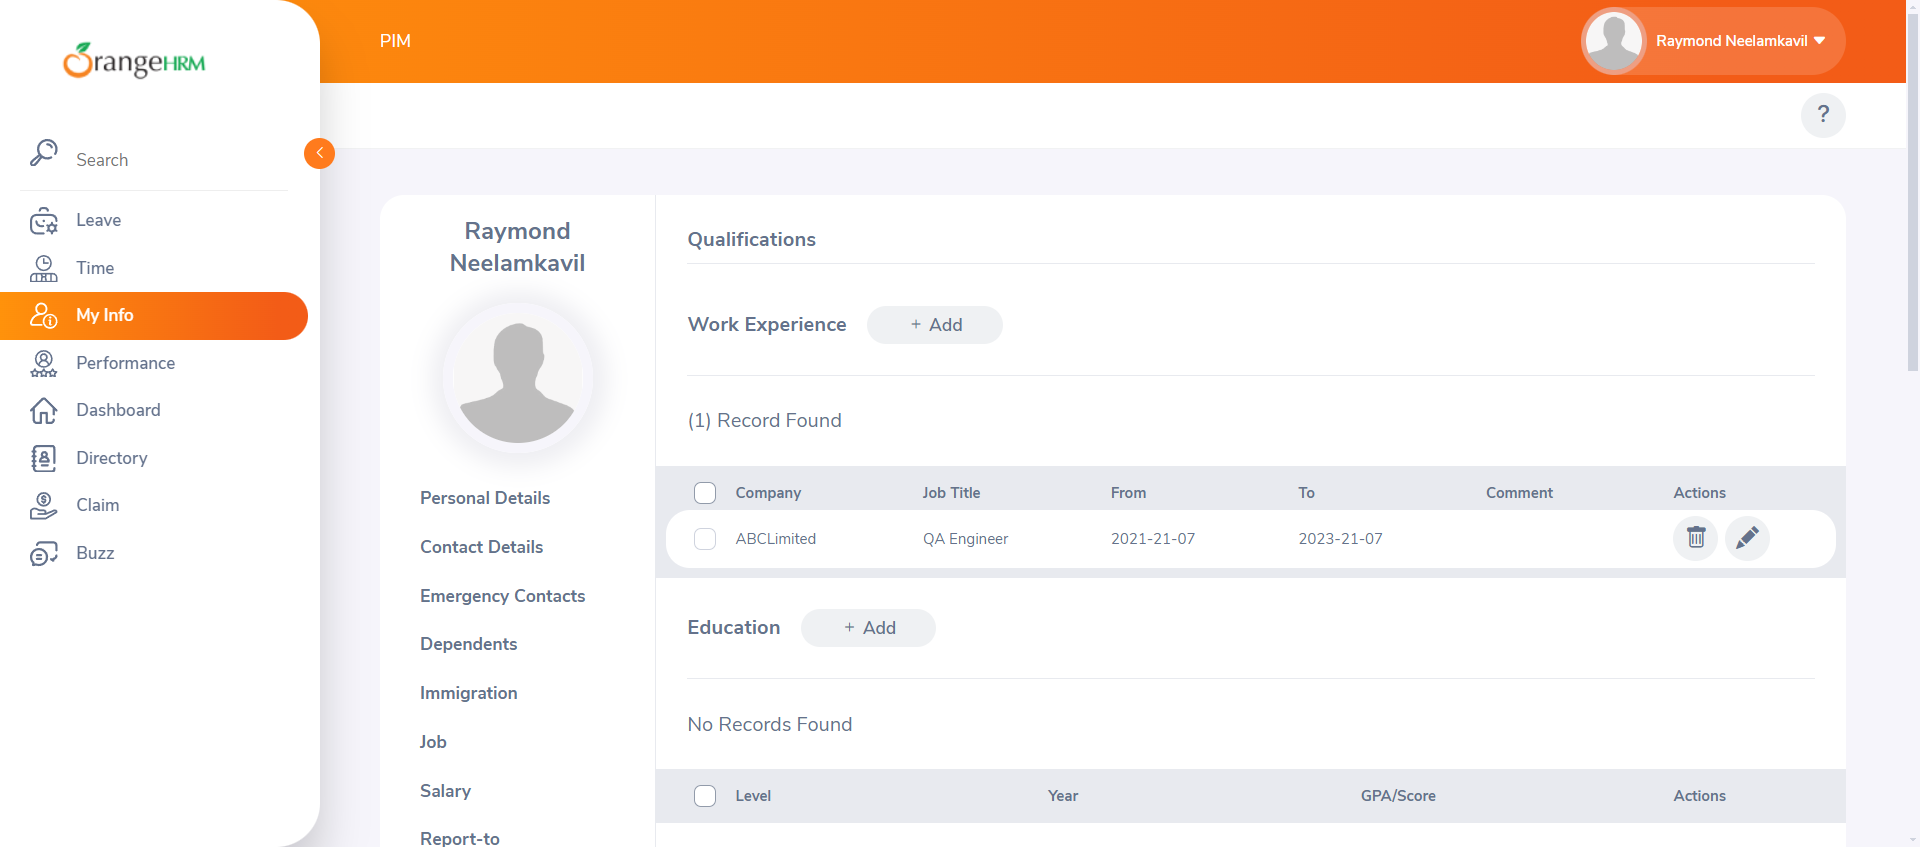 OrangeHRM
PIM
Raymond Neelamkavil
?
Search
Leave
Time
My Info
Performance
Dashboard
Directory
Claim
Buzz
Raymond
Neelamkavil
Personal Details
Contact Details
Emergency Contacts
Dependents
Immigration
Job
Salary
Report-to
Qualifications
Work Experience + Add
(1) Record Found
Company Job Title From To Comment Actions
ABCLimited QA Engineer 2021-21-07 2023-21-07
Education + Add
No Records Found
Level Year GPA/Score Actions